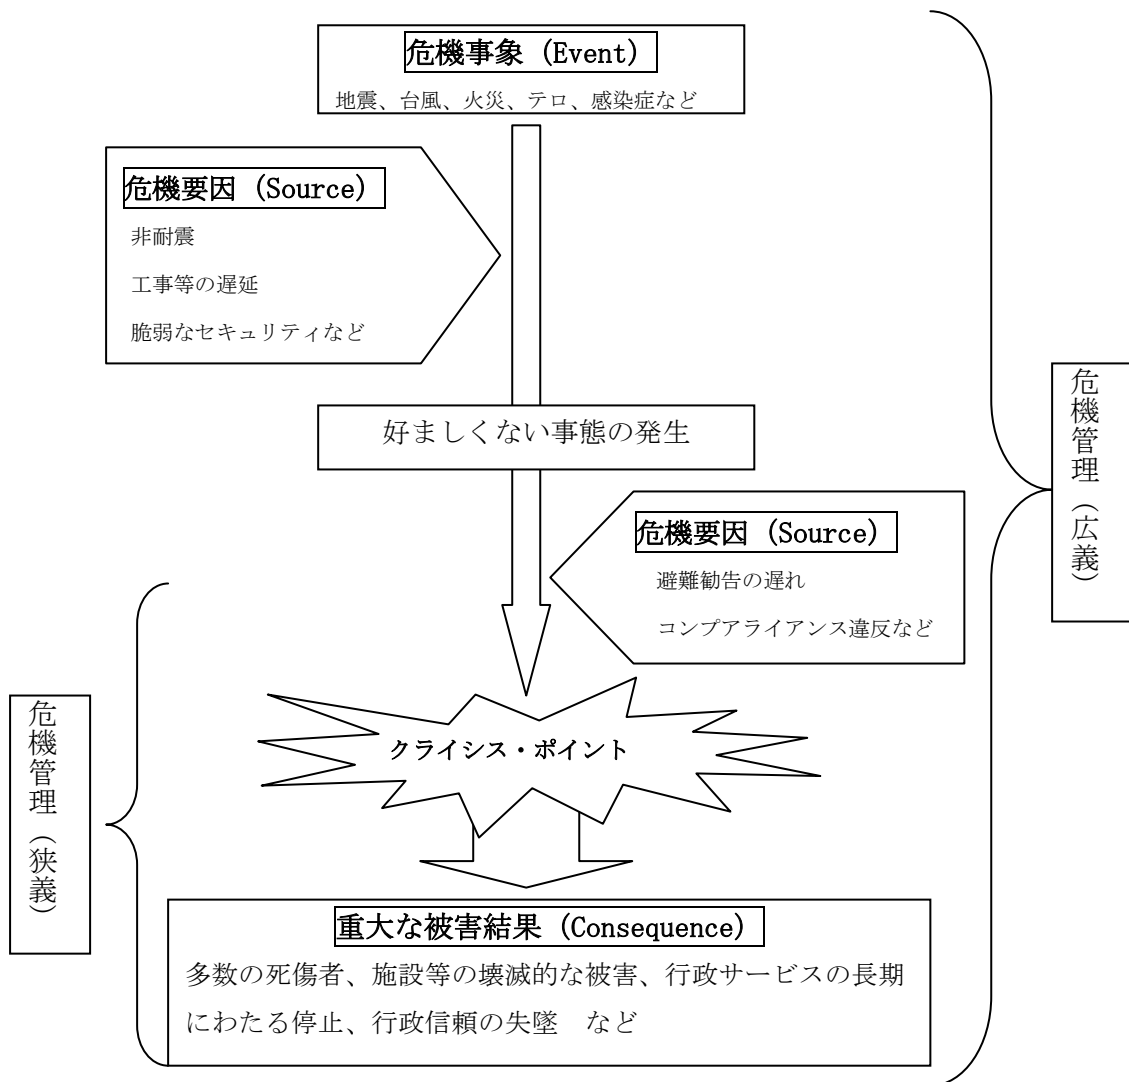 危機事象（Event）
地震、台風、火災、テロ、感染症など
危機要因（Source）
非耐震
工事等の遅延
脆弱なセキュリティなど
好ましくない事態の発生
危機要因（Source）
避難勧告の遅れ
コンプアライアンス違反など
危機管理（広義）
クライシス・ポイント
危機管理（狭義）
重大な被害結果（Consequence）
多数の死傷者、施設等の壊滅的な被害、行政サービスの長期
にわたる停止、行政信頼の失墜　など